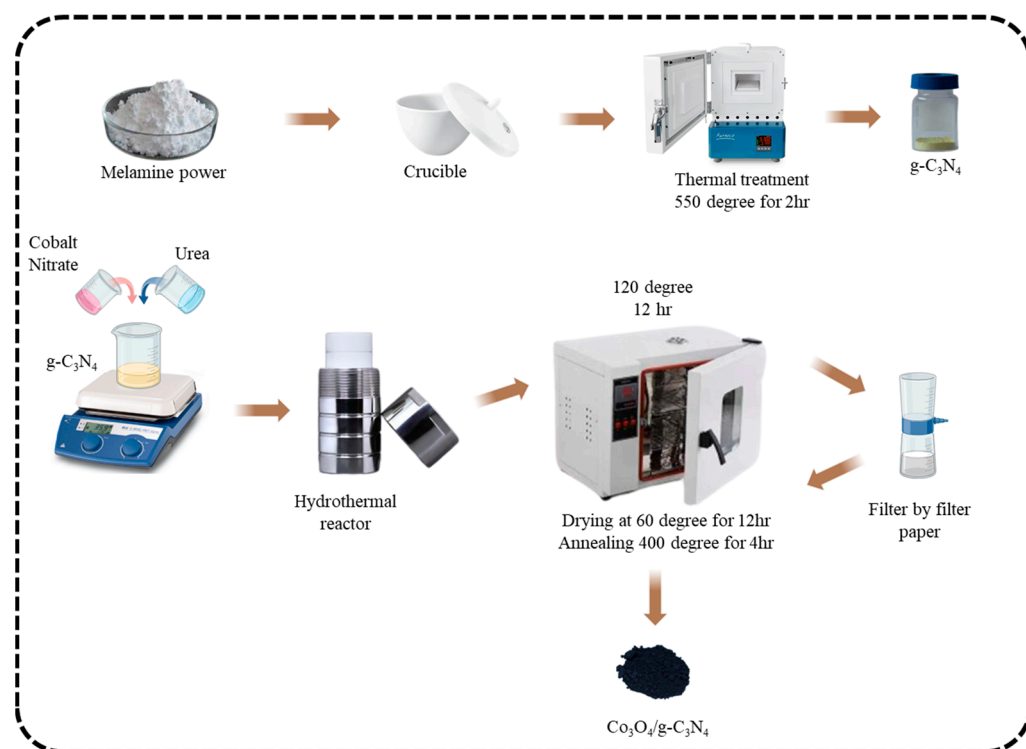 Melamine power
Crucible
Thermal treatment
550 degree for 2hr
g-C₃N₄
Cobalt
Nitrate
Urea
g-C₃N₄
Hydrothermal
reactor
120 degree
12 hr
Drying at 60 degree for 12hr
Annealing 400 degree for 4hr
Filter by filter
paper
Co₃O₄/g-C₃N₄